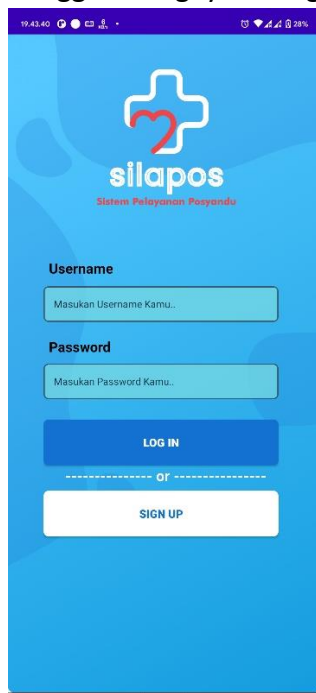 19.43.40
28%
silapos
Sistem Pelayanan Posyandu
Username
Masukan Username Kamu..
Password
Masukan Password Kamu..
LOG IN
--------------- or ----------------
SIGN UP